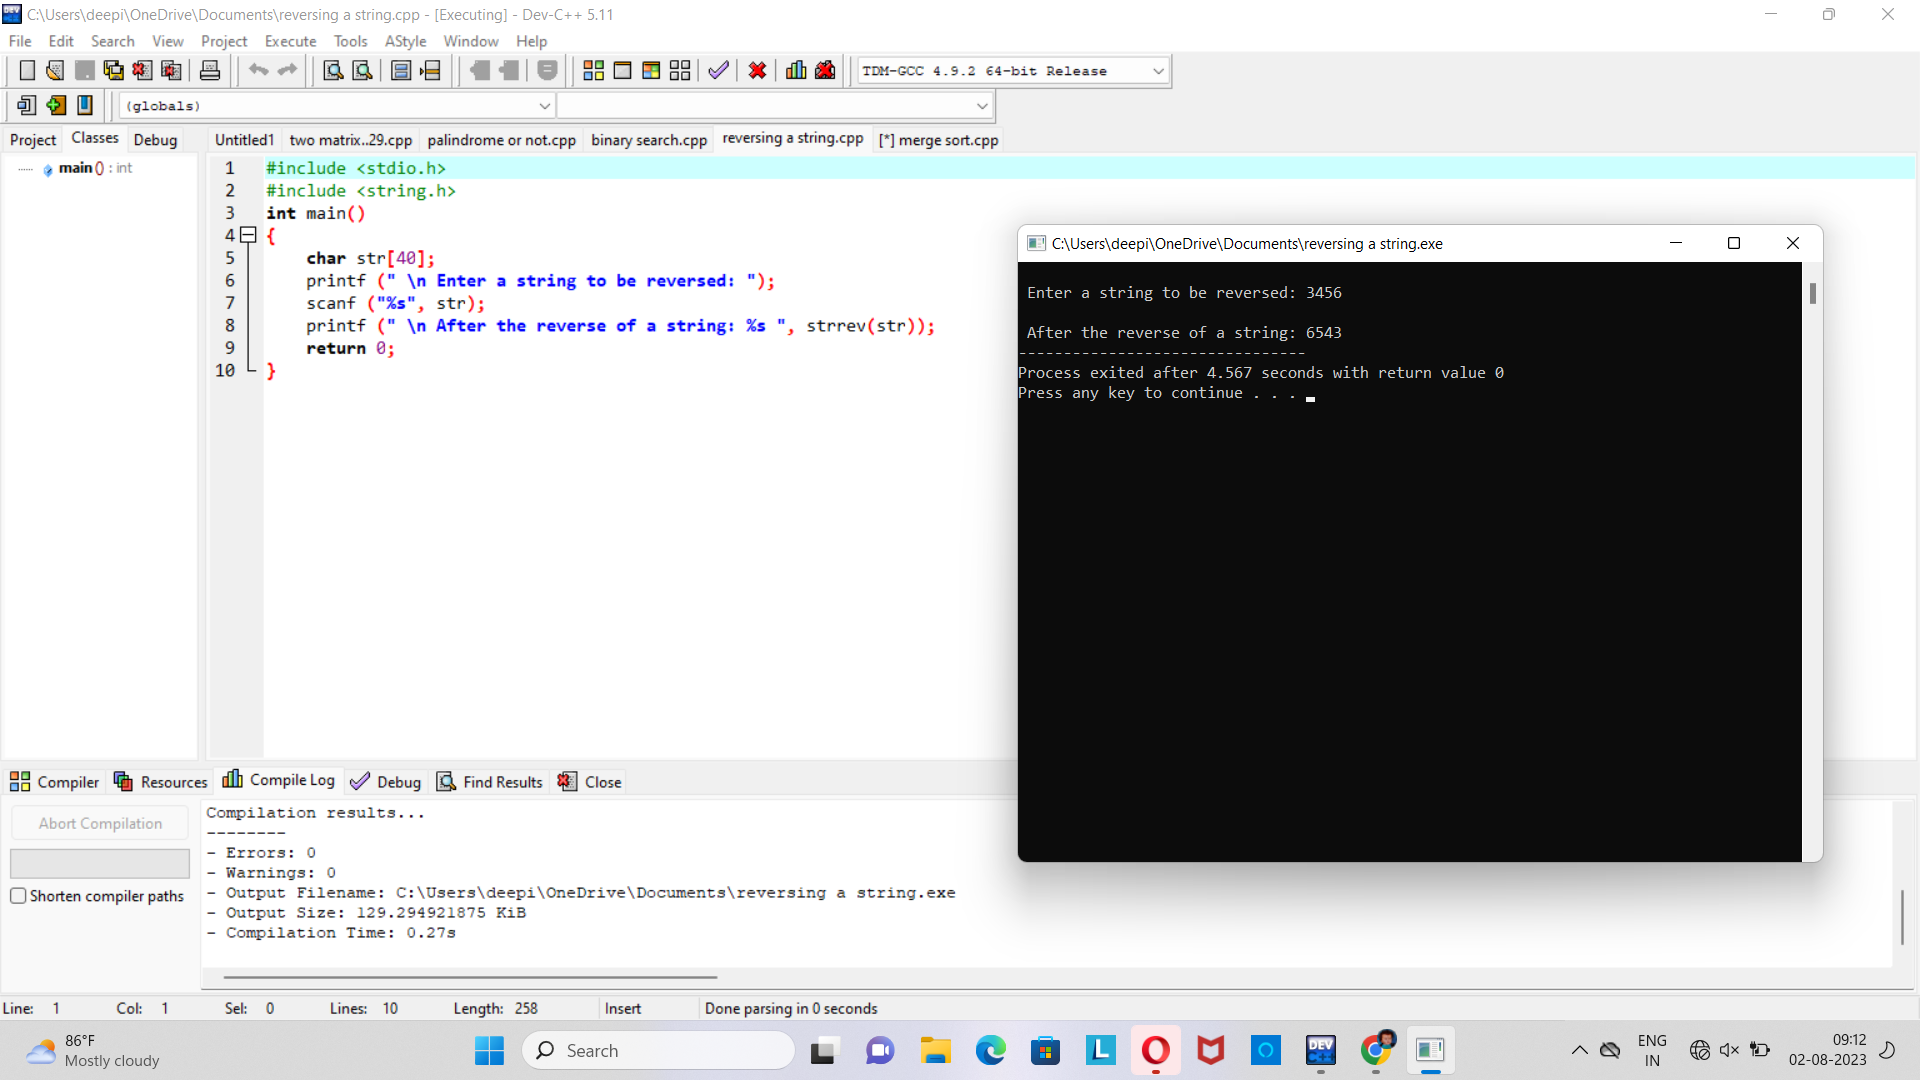 C:\Users\deepi\OneDrive\Documents\reversing a string.cpp - [Executing] - Dev-C++ 5.11
File Edit Search View Project Execute Tools AStyle Window Help
TDM-GCC 4.9.2 64-bit Release
(globals)
Project Classes Debug
Untitled1 two matrix..29.cpp palindrome or not.cpp binary search.cpp reversing a string.cpp [*] merge sort.cpp
main () : int
1 #include <stdio.h>
2 #include <string.h>
3 int main()
4 {
5 char str[40];
6 printf (" \n Enter a string to be reversed: ");
7 scanf ("%s", str);
8 printf (" \n After the reverse of a string: %s ", strrev(str));
9 return 0;
10 }
C:\Users\deepi\OneDrive\Documents\reversing a string.exe
Enter a string to be reversed: 3456
After the reverse of a string: 6543
--------------------------------
Process exited after 4.567 seconds with return value 0
Press any key to continue . . .
Compiler Resources Compile Log Debug Find Results Close
Abort Compilation
Shorten compiler paths
Compilation results...
--------
- Errors: 0
- Warnings: 0
- Output Filename: C:\Users\deepi\OneDrive\Documents\reversing a string.exe
- Output Size: 129.294921875 KiB
- Compilation Time: 0.27s
Line: 1 Col: 1 Sel: 0 Lines: 10 Length: 258 Insert Done parsing in 0 seconds
86°F
Mostly cloudy
Search
L
DEV
C++
ENG
IN
09:12
02-08-2023